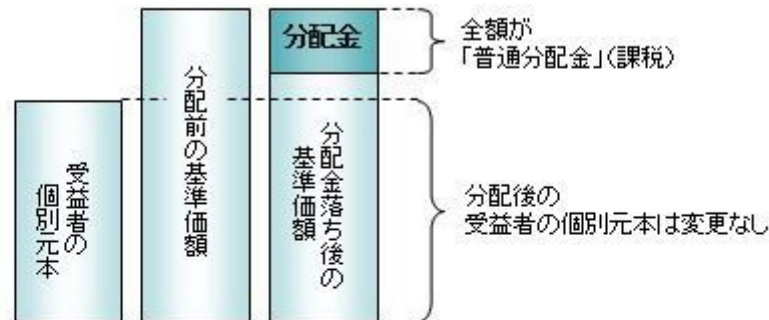 分配金
全額が
「普通分配金」(課税)
受益者の
個別元本
分配前の基準価額
分配金落ち後の
基準価額
分配後の
受益者の個別元本は変更なし